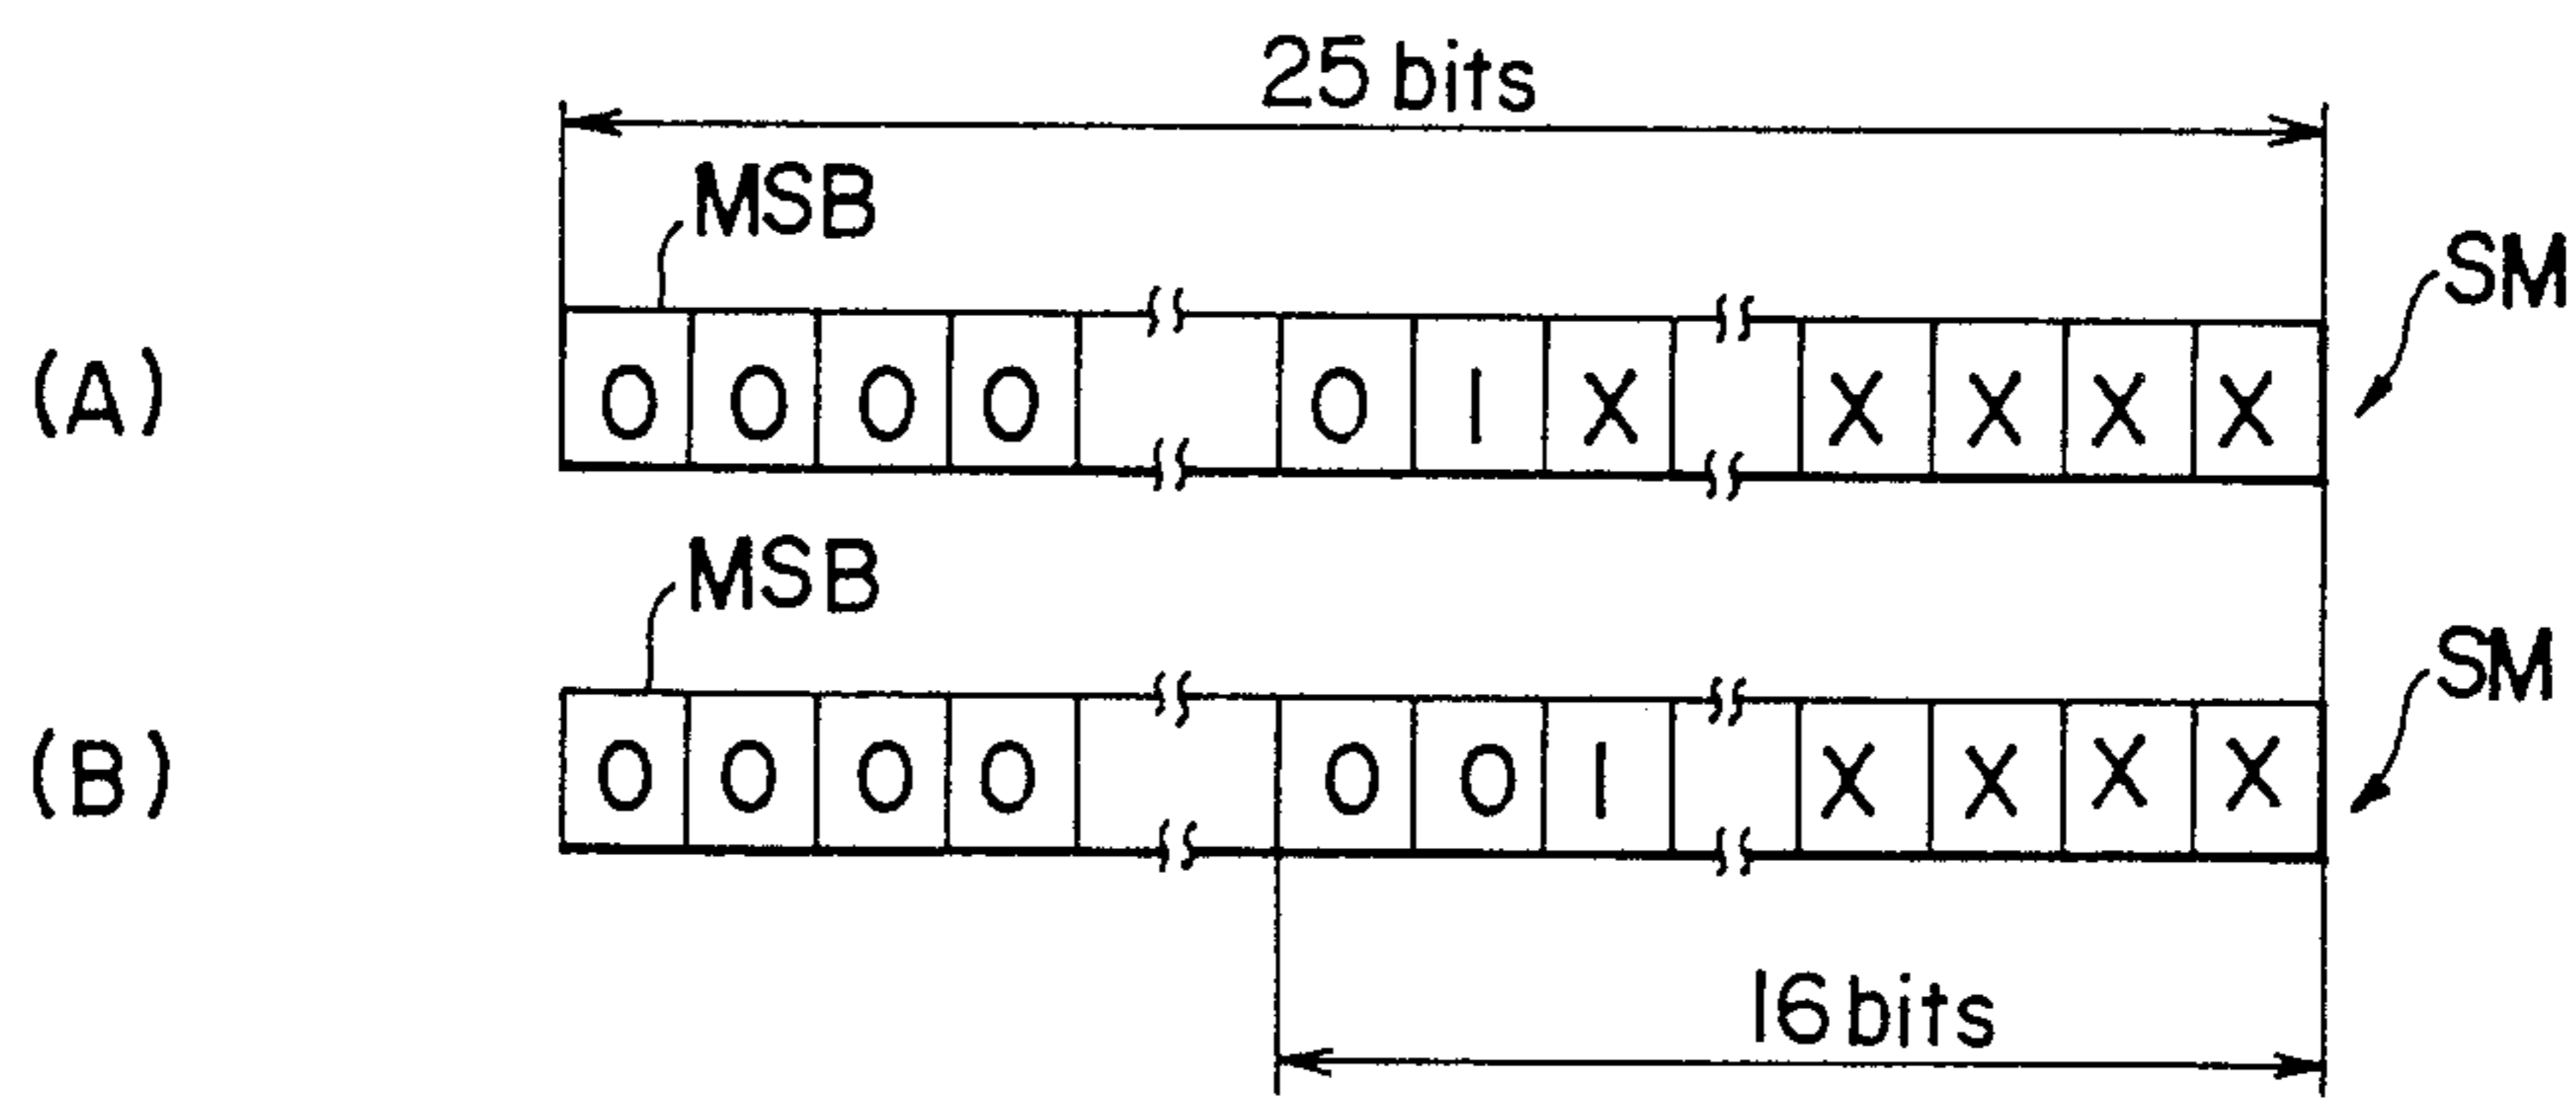 25 bits
MSB
SM
(A) 0 0 0 0 0 1 X X X X X
MSB
SM
(B) 0 0 0 0 0 0 1 X X X X
16 bits